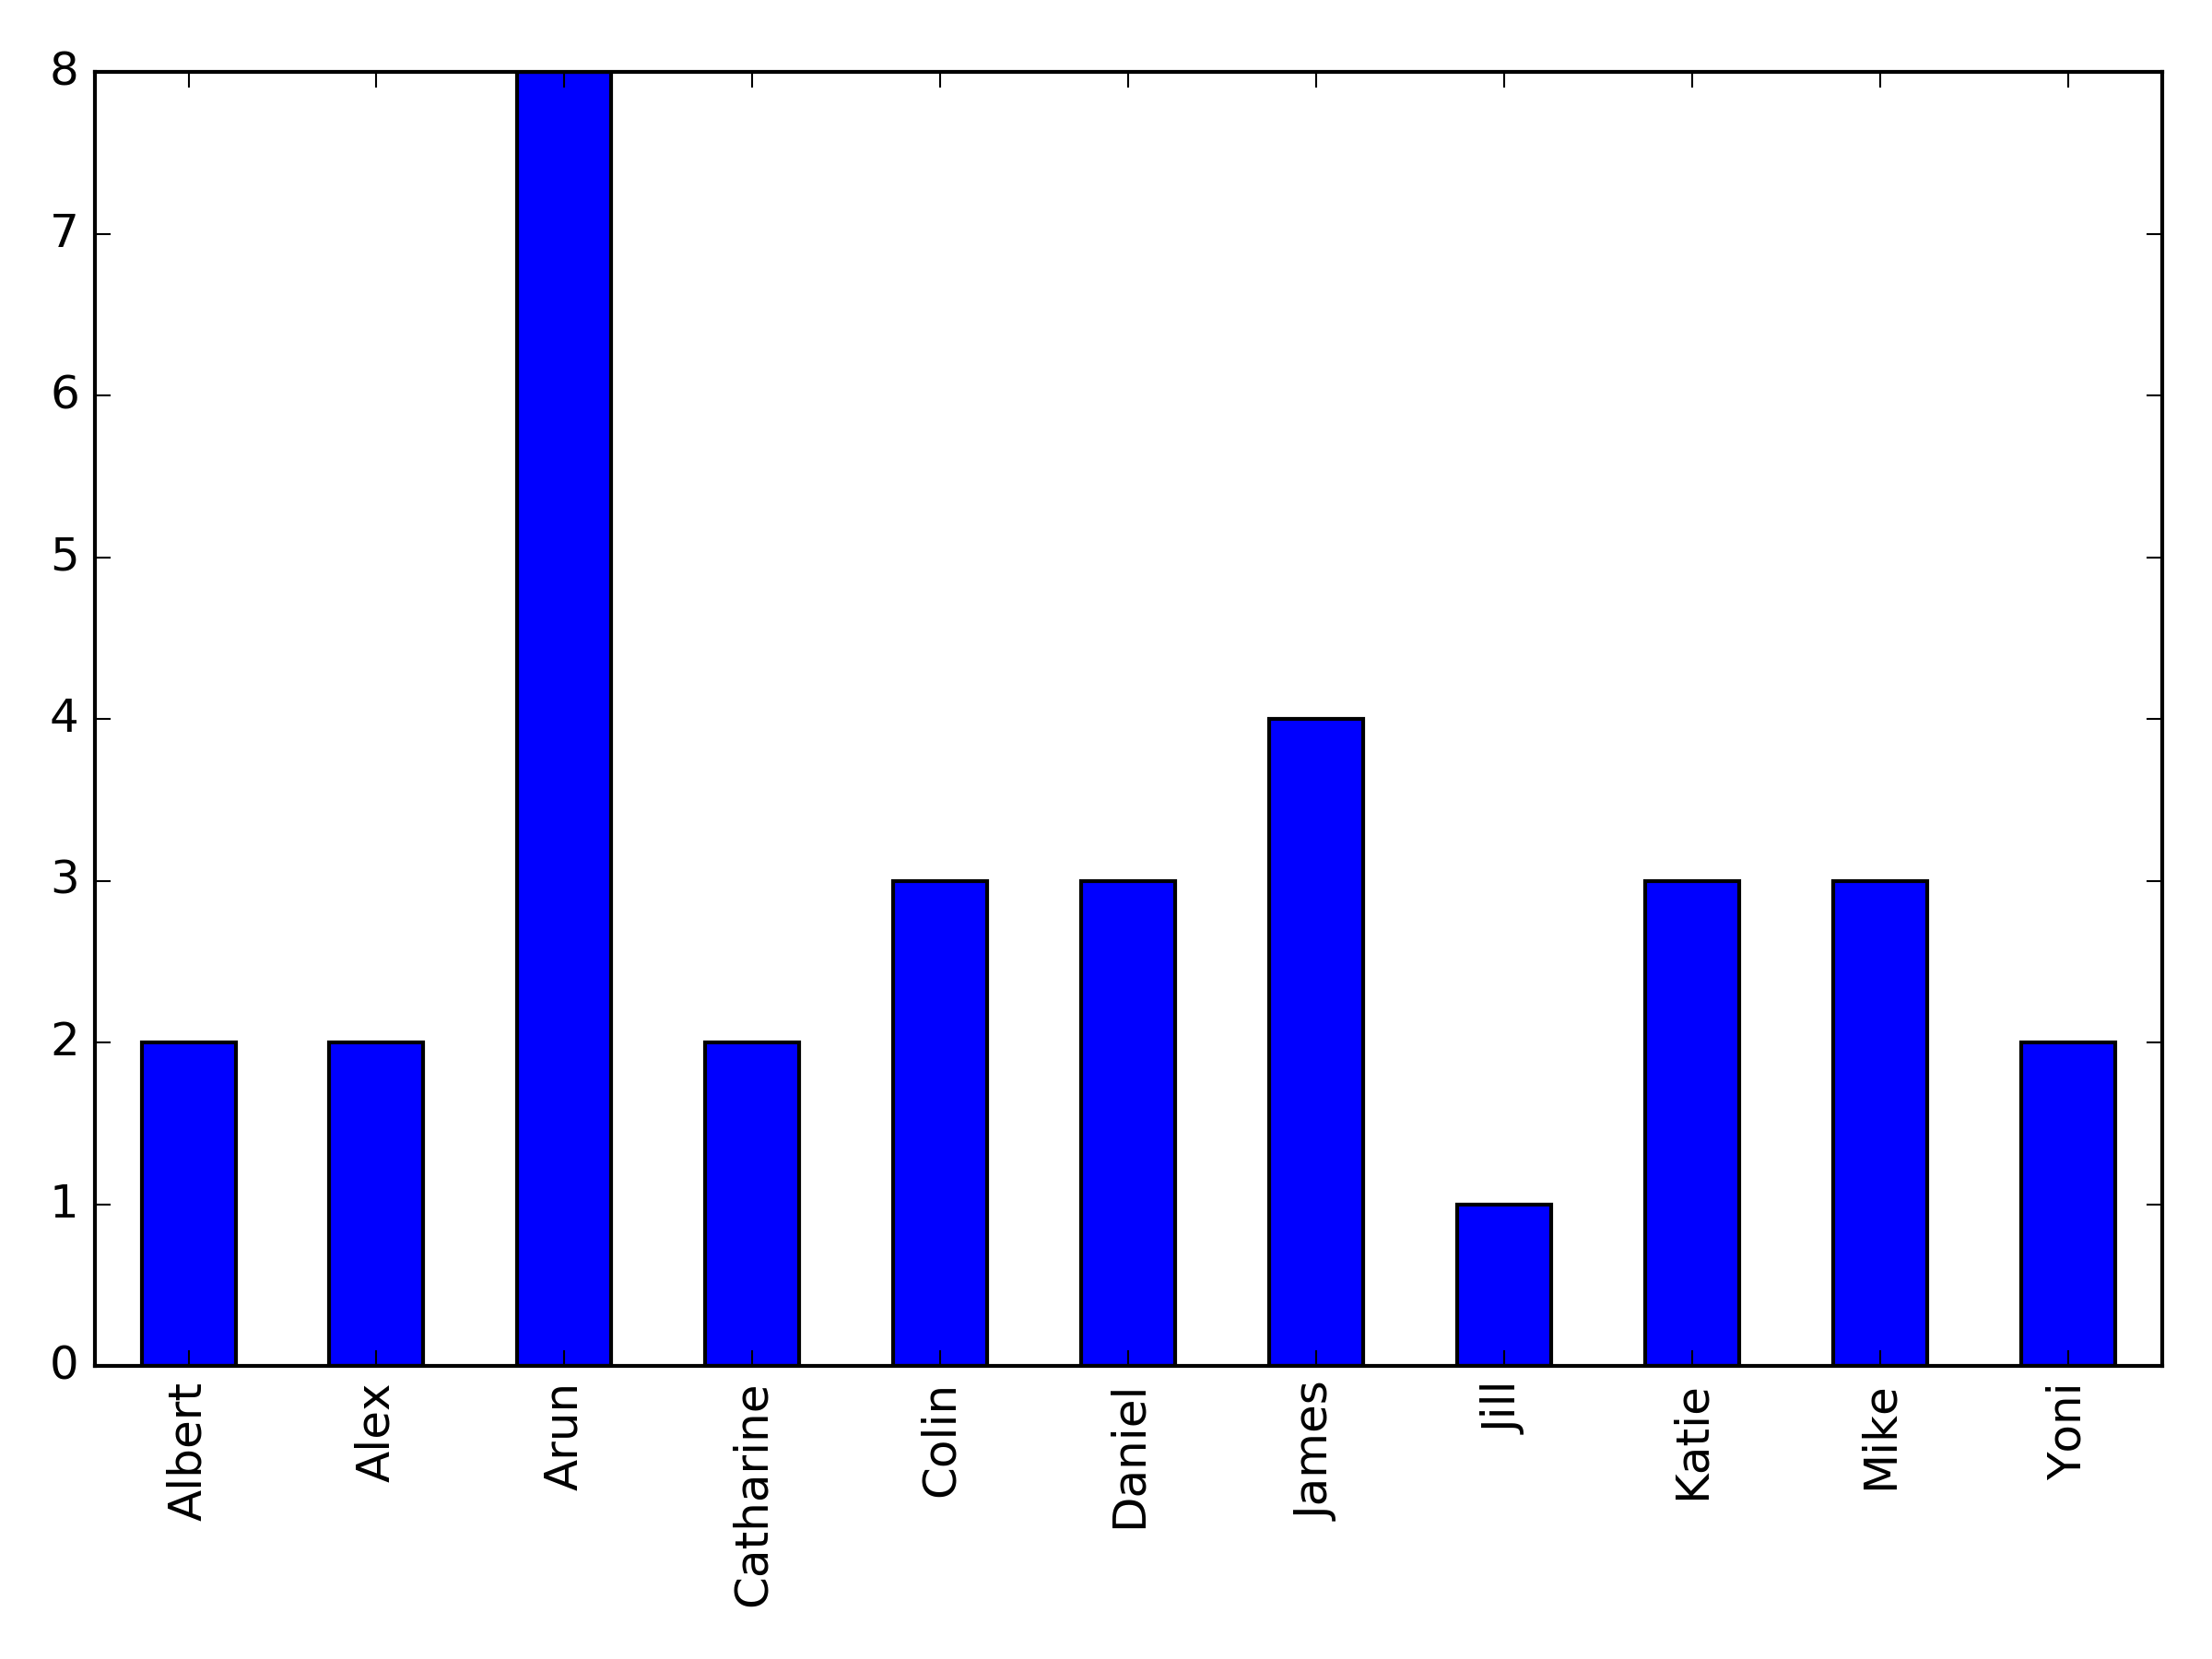 8
7
6
5
4
3
2
1
0
Albert
Alex
Arun
Catharine
Colin
Daniel
James
Jill
Katie
Mike
Yoni